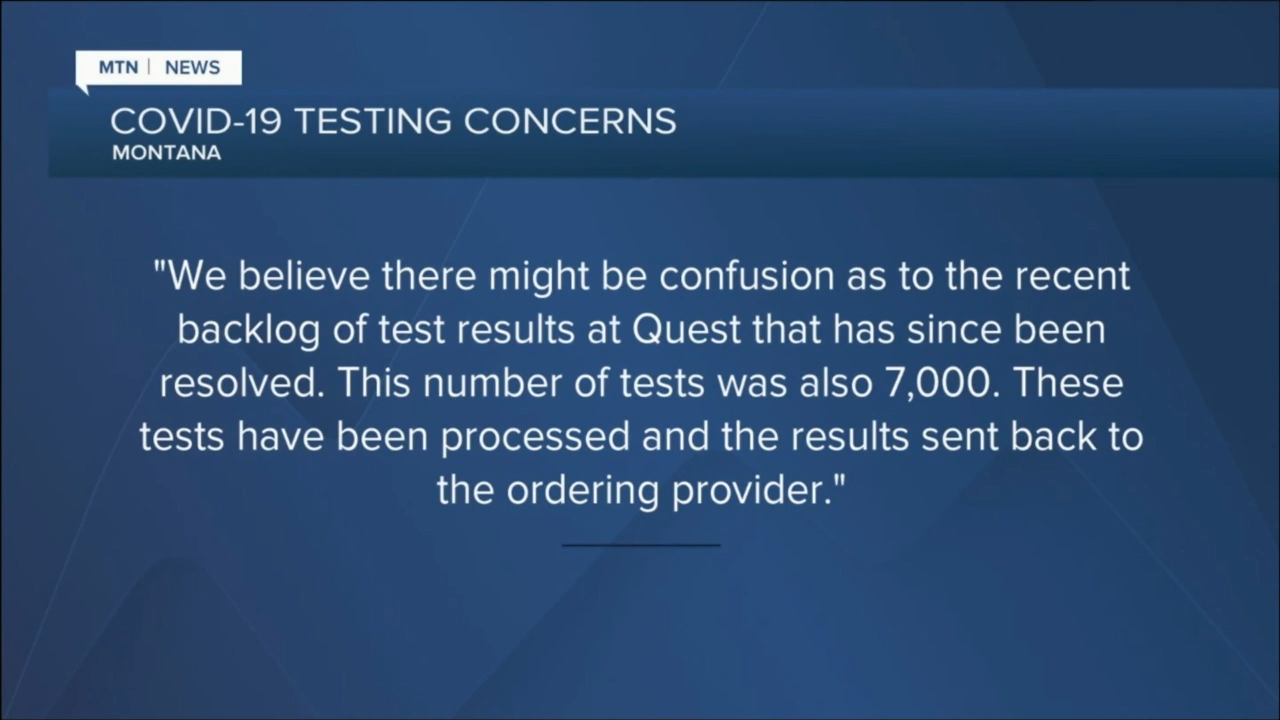 MTN | NEWS
COVID-19 TESTING CONCERNS
MONTANA
"We believe there might be confusion as to the recent
backlog of test results at Quest that has since been
resolved. This number of tests was also 7,000. These
tests have been processed and the results sent back to
the ordering provider."